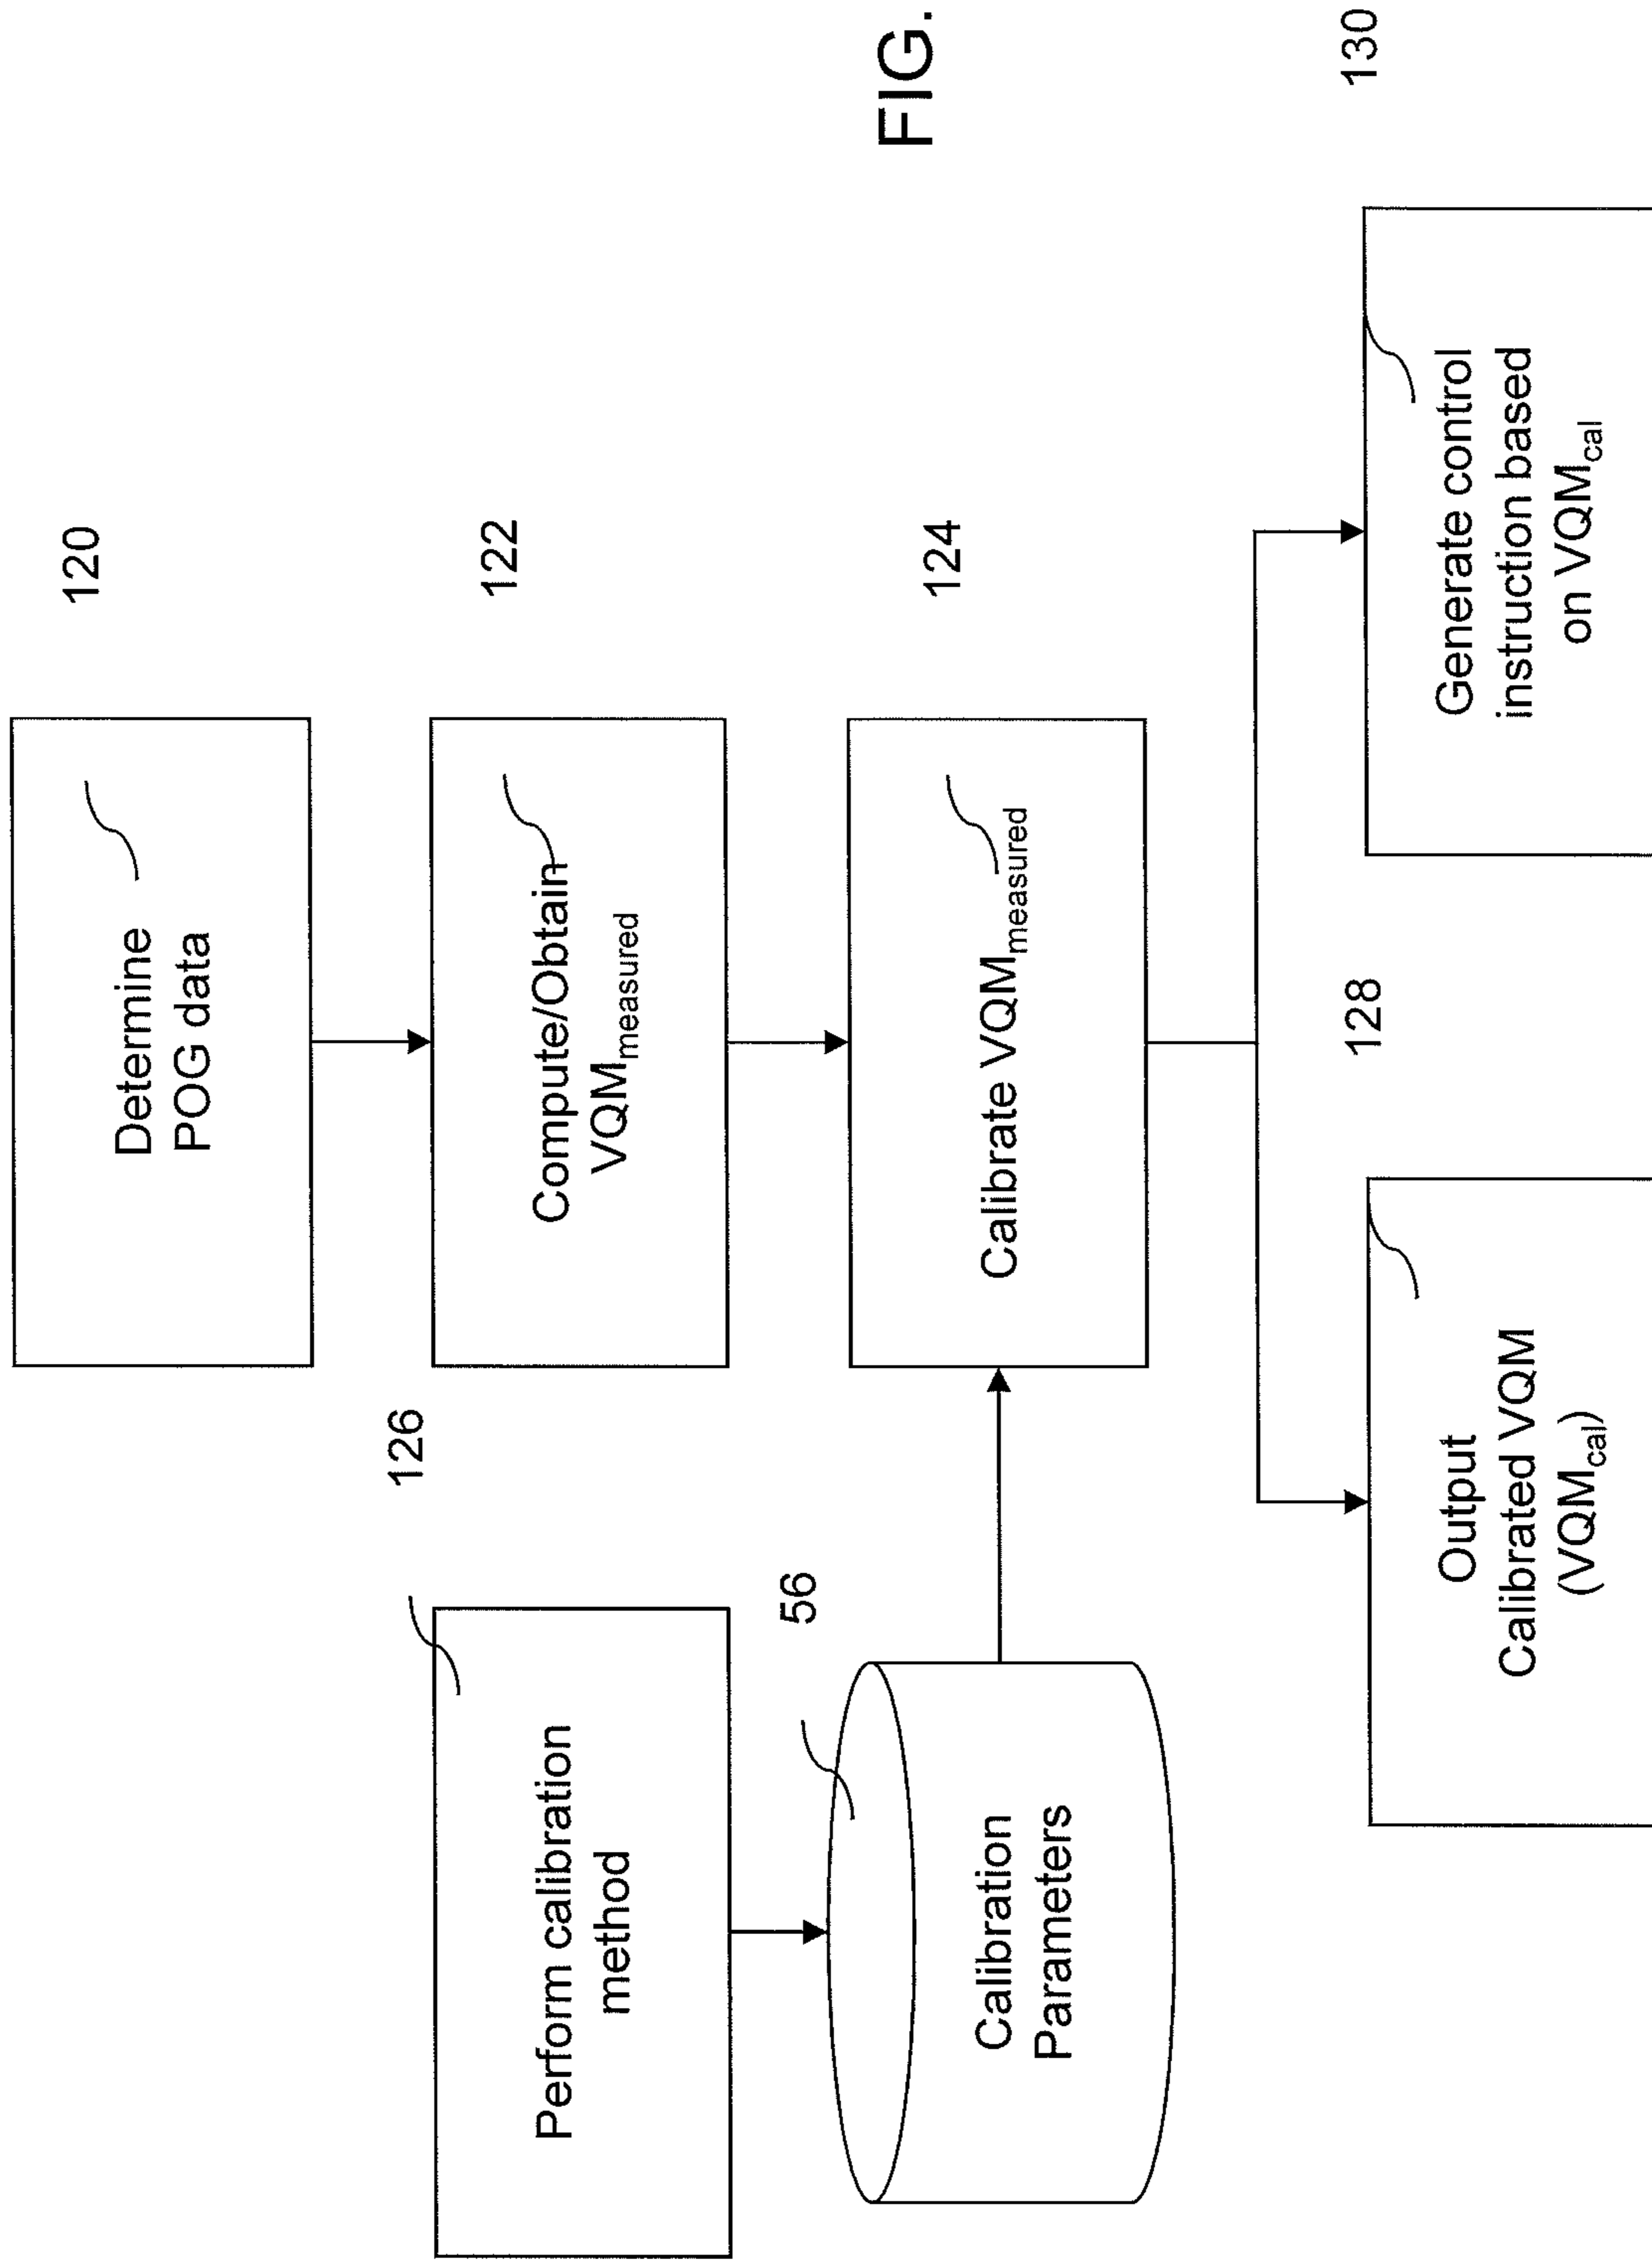 120
Determine
POG data
122
Compute/Obtain
VQMmeasured
126
Perform calibration
method
124
Calibrate VQMmeasured
56
Calibration
Parameters
FIG.
128
Output
Calibrated VQM
(VQMcal)
130
Generate control
instruction based
on VQMcal